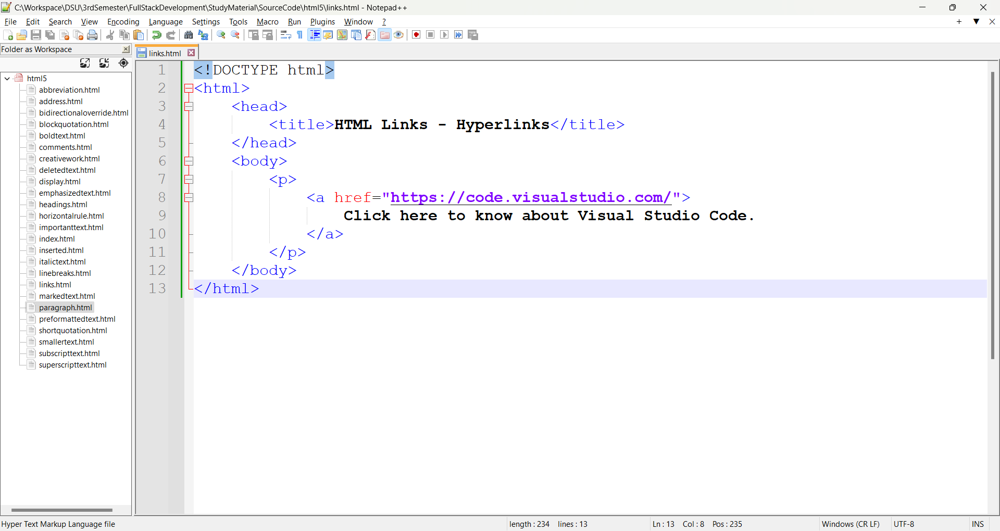 C:\Workspace\DSU\3rdSemester\FullStackDevelopment\StudyMaterial\SourceCode\html5\links.html - Notepad++
File Edit Search View Encoding Language Settings Tools Macro Run Plugins Window ?
Folder as Workspace
links.html
html5
abbreviation.html
address.html
bidirectionaloverride.html
blockquotation.html
boldtext.html
comments.html
creativework.html
deletedtext.html
display.html
emphasizedtext.html
headings.html
horizontalrule.html
importanttext.html
index.html
inserted.html
italictext.html
linebreaks.html
links.html
markedtext.html
paragraph.html
preformattedtext.html
shortquotation.html
smallertext.html
subscripttext.html
superscripttext.html
1 <!DOCTYPE html>
2 <html>
3 <head>
4 <title>HTML Links - Hyperlinks</title>
5 </head>
6 <body>
7 <p>
8 <a href="https://code.visualstudio.com/">
9 Click here to know about Visual Studio Code.
10 </a>
11 </p>
12 </body>
13 </html>
Hyper Text Markup Language file length : 234 lines : 13 Ln : 13 Col : 8 Pos : 235 Windows (CR LF) UTF-8 INS